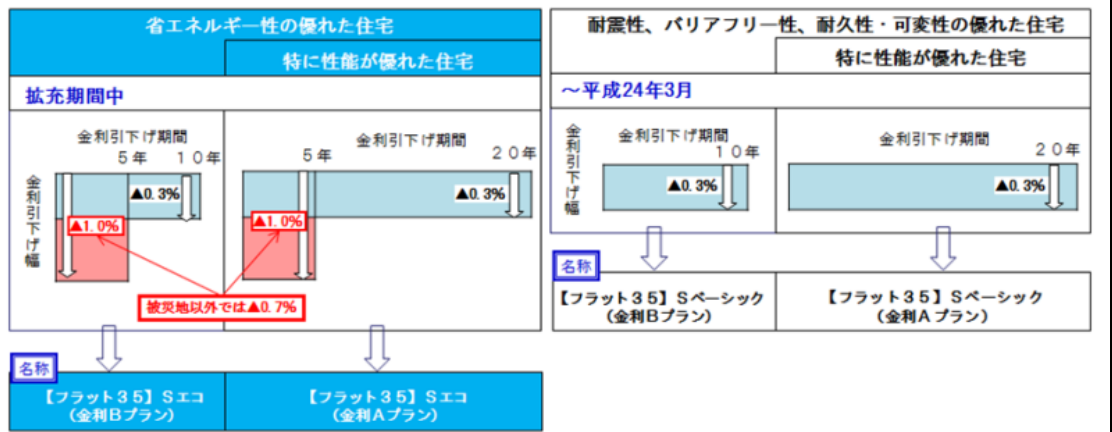 省エネルギー性の優れた住宅
特に性能が優れた住宅
拡充期間中
金利引下げ期間
5年 10年
金利引下げ幅
▲0.3%
▲1.0%
金利引下げ期間
5年 20年
▲0.3%
▲1.0%
被災地以外では▲0.7%
名称
【フラット35】Sエコ
(金利Bプラン)
【フラット35】Sエコ
(金利Aプラン)
耐震性、バリアフリー性、耐久性・可変性の優れた住宅
特に性能が優れた住宅
~平成24年3月
金利引下げ期間
10年
金利引下げ幅
▲0.3%
金利引下げ期間
20年
▲0.3%
名称
【フラット35】Sベーシック
(金利Bプラン)
【フラット35】Sベーシック
(金利Aプラン)